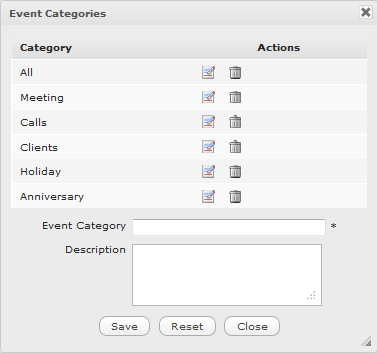 Event Categories
Category Actions
All
Meeting
Calls
Clients
Holiday
Anniversary
Event Category *
Description
Save Reset Close